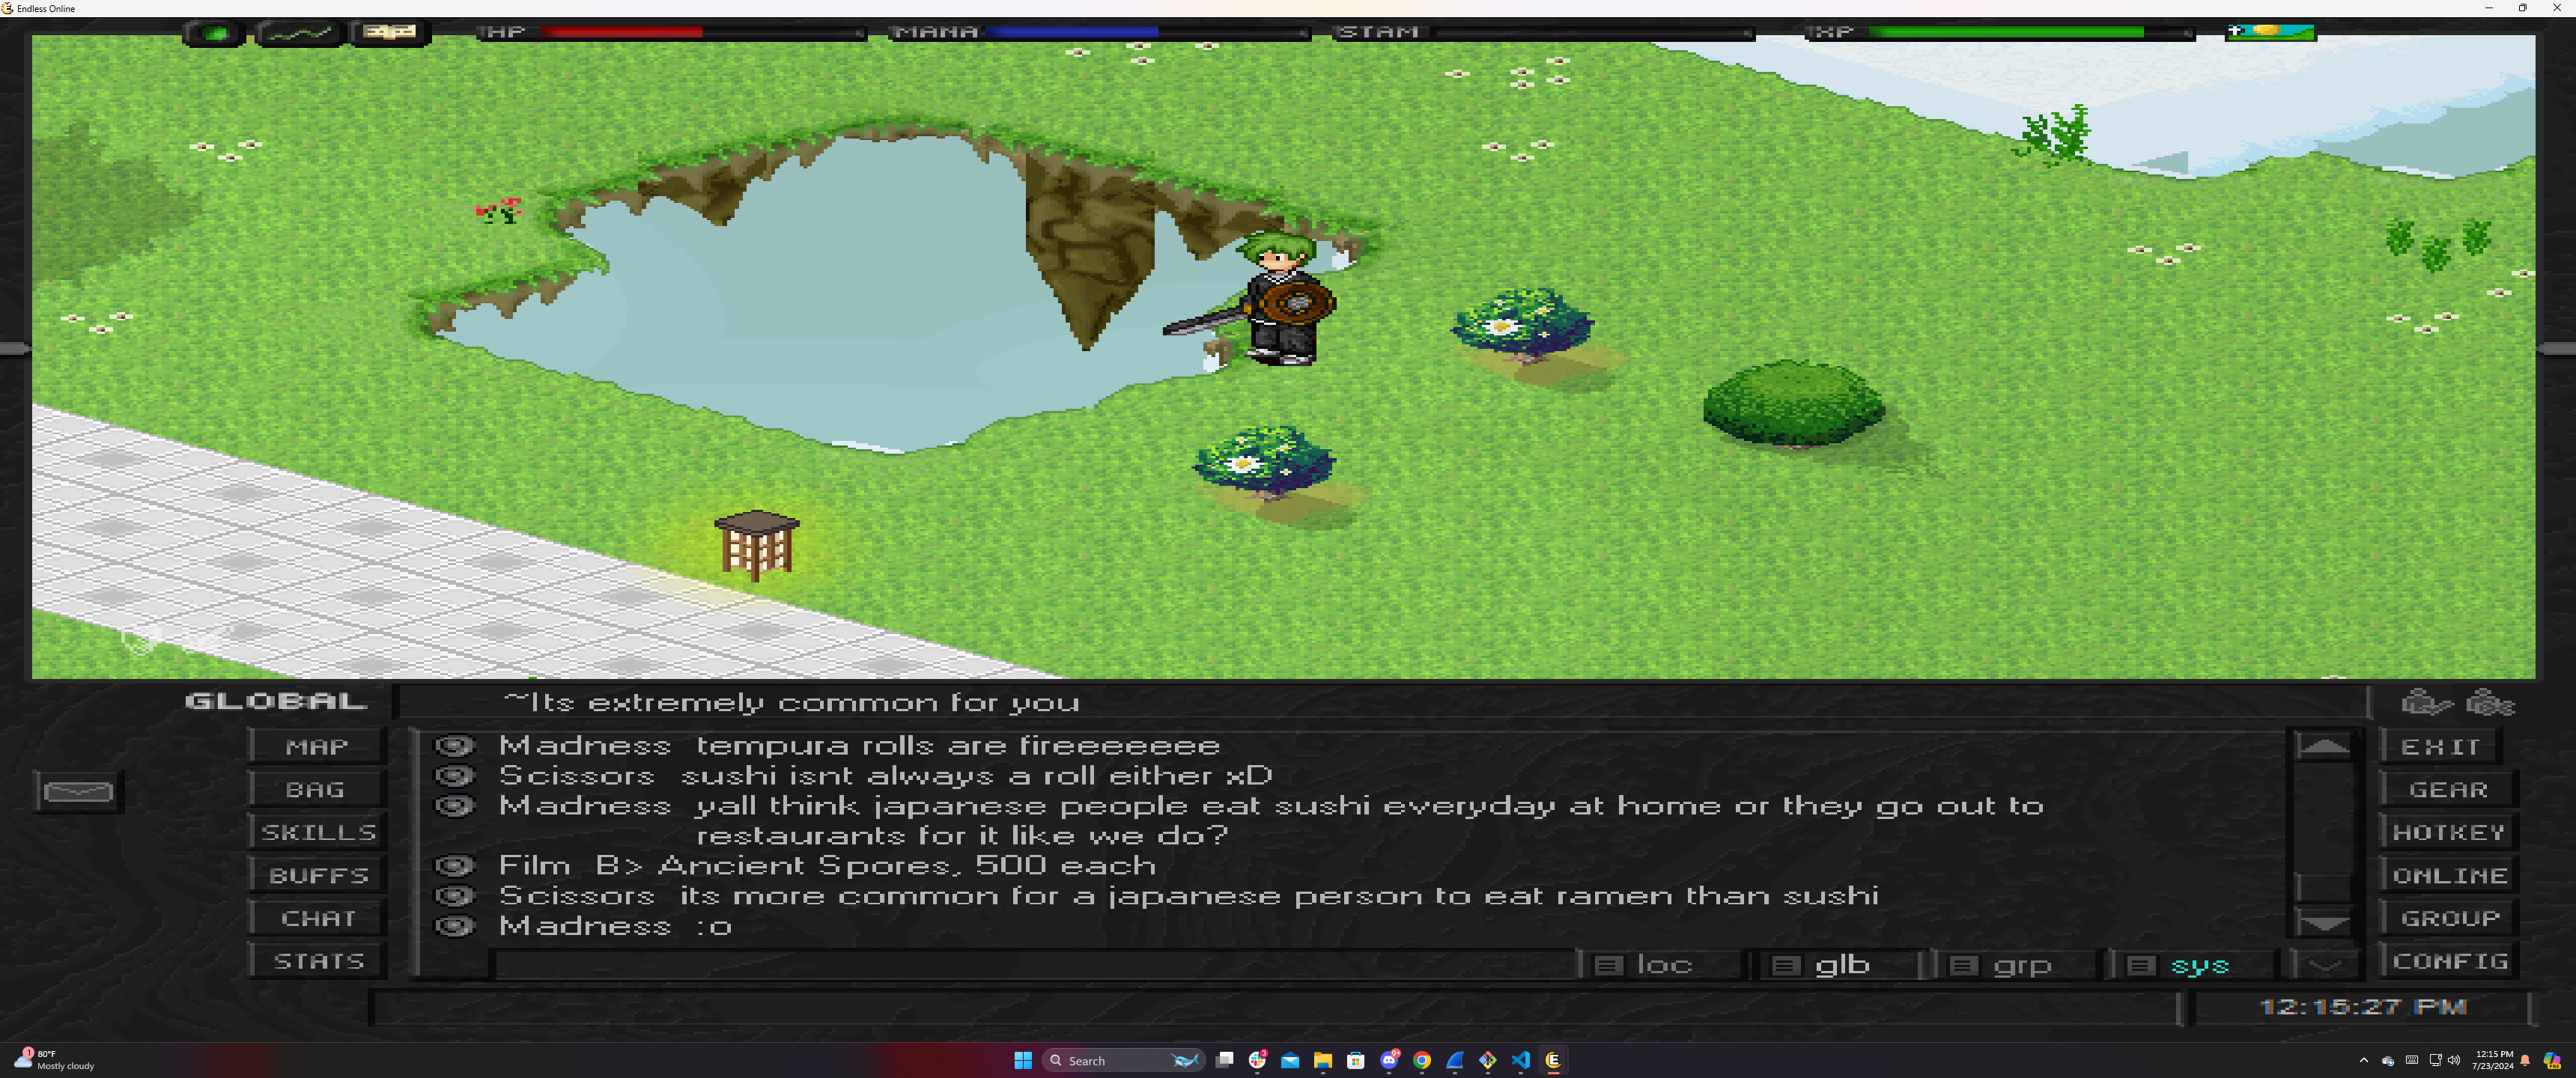 Endless Online
HP
MANA
STAM
XP
GLOBAL
~Its extremely common for you
MAP
BAG
SKILLS
BUFFS
CHAT
STATS
Madness tempura rolls are fireeeeeee
Scissors sushi isnt always a roll either xD
Madness yall think japanese people eat sushi everyday at home or they go out to
restaurants for it like we do?
Film B> Ancient Spores, 500 each
Scissors its more common for a japanese person to eat ramen than sushi
Madness :o
loc
glb
grp
sys
EXIT
GEAR
HOTKEY
ONLINE
GROUP
CONFIG
12:15:27 PM
1
80°F
Mostly cloudy
Search
3
9+
12:15 PM
7/23/2024